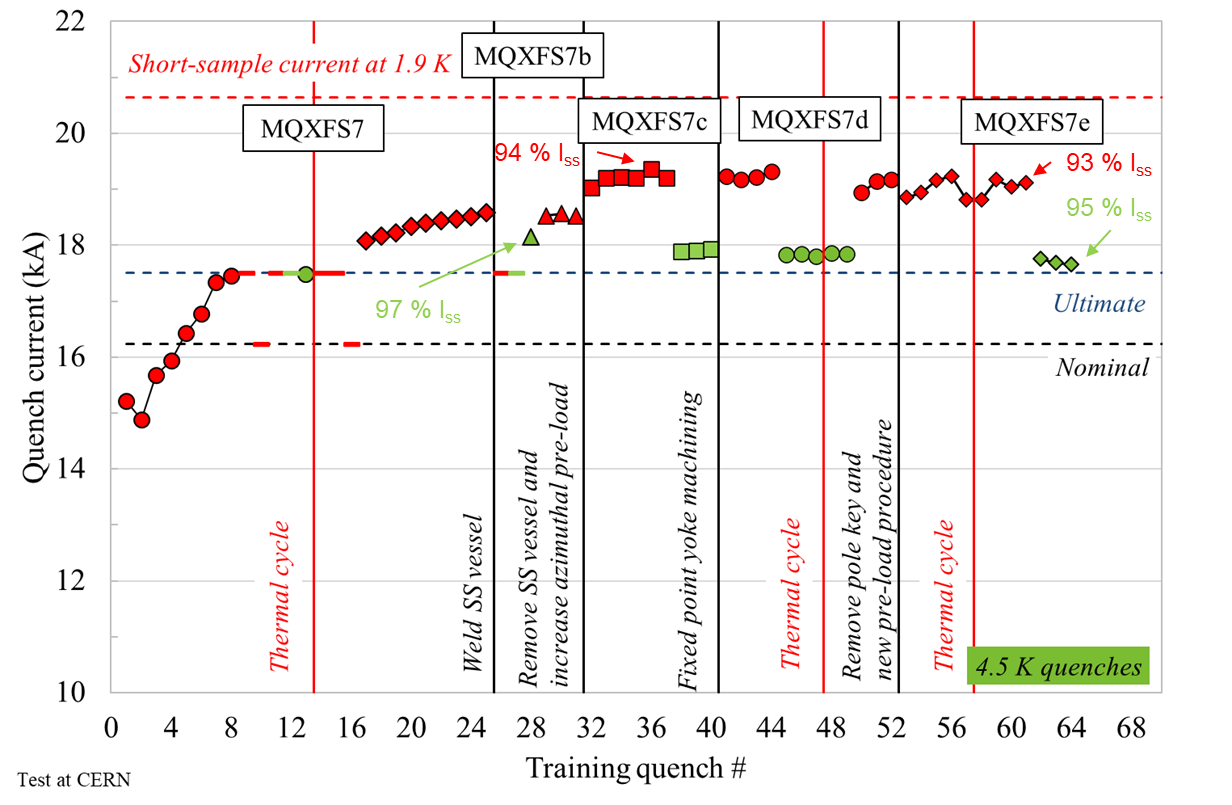 22
20
18
16
14
12
10
Quench current (kA)
Short-sample current at 1.9 K
MQXFS7
MQXFS7b
MQXFS7c
MQXFS7d
MQXFS7e
94 % Iss
93 % Iss
95 % Iss
97 % Iss
Ultimate
Nominal
Thermal cycle
Weld SS vessel
Remove SS vessel and
increase azimuthal pre-load
Fixed point yoke machining
Thermal cycle
Remove pole key and
new pre-load procedure
Thermal cycle
4.5 K quenches
0 4 8 12 16 20 24 28 32 36 40 44 48 52 56 60 64 68
Training quench #
Test at CERN